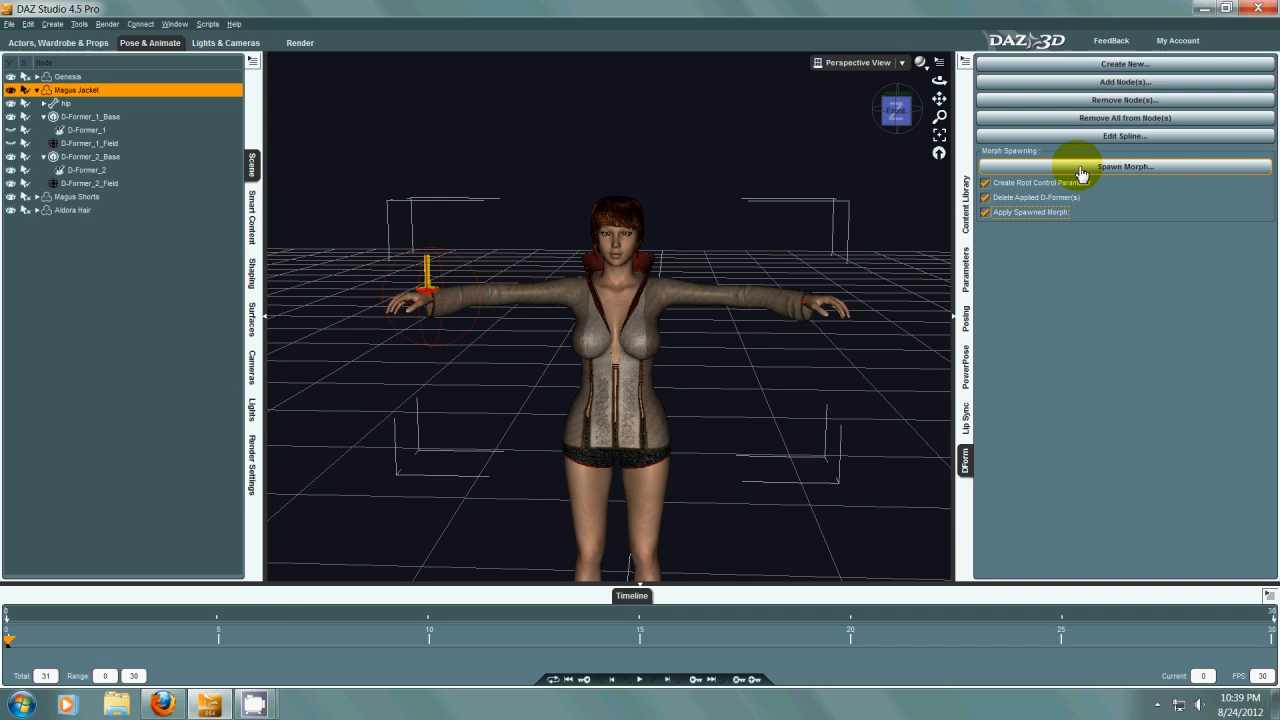 DAZ Studio 4.5 Pro
File Edit Create Tools Render Connect Window Scripts Help
Actors, Wardrobe & Props Pose & Animate Lights & Cameras Render
DAZ 3D FeedBack My Account
V S Node
Genesis
Magus Jacket
hip
D-Former_1_Base
D-Former_1
D-Former_1_Field
D-Former_2_Base
D-Former_2
D-Former_2_Field
Magus Shorts
Aldora Hair
Scene
Smart Content
Shaping
Surfaces
Cameras
Lights
Render Settings
Perspective View
Z
Content Library
Parameters
Posing
PowerPose
Lip Sync
DForm
Create New...
Add Node(s)...
Remove Node(s)...
Remove All from Node(s)
Edit Spline...
Morph Spawning :
Spawn Morph...
Create Root Control Parameter
Delete Applied D-Former(s)
Apply Spawned Morph
Timeline
0 30
0 5 10 15 20 25 30
Total: 31 Range: 0 30 Current: 0 FPS: 30
10:39 PM
8/24/2012